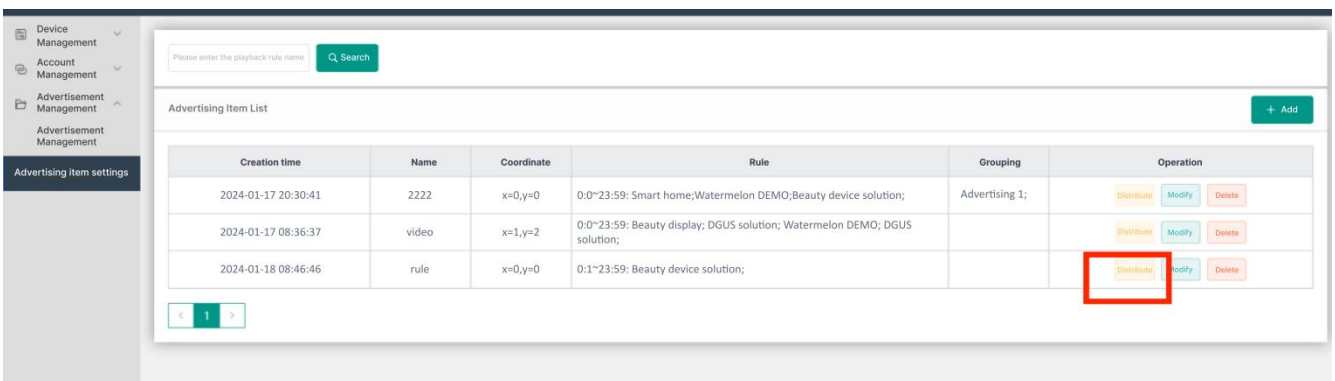 Device
Management
Account
Management
Advertisement
Management
Advertisement
Management
Advertising item settings
Please enter the playback rule name
Search
Advertising Item List
+ Add
Creation time Name Coordinate Rule Grouping Operation
2024-01-17 20:30:41 2222 x=0,y=0 0:0~23:59: Smart home;Watermelon DEMO;Beauty device solution; Advertising 1; Distribute Modify Delete
2024-01-17 08:36:37 video x=1,y=2 0:0~23:59: Beauty display; DGUS solution; Watermelon DEMO; DGUS
solution; Distribute Modify Delete
2024-01-18 08:46:46 rule x=0,y=0 0:1~23:59: Beauty device solution; Distribute Modify Delete
< 1 >